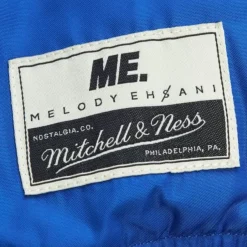 ME.
MELODY EHSANI
NOSTALGIA, CO.
Mitchell & Ness
PHILADELPHIA, PA.